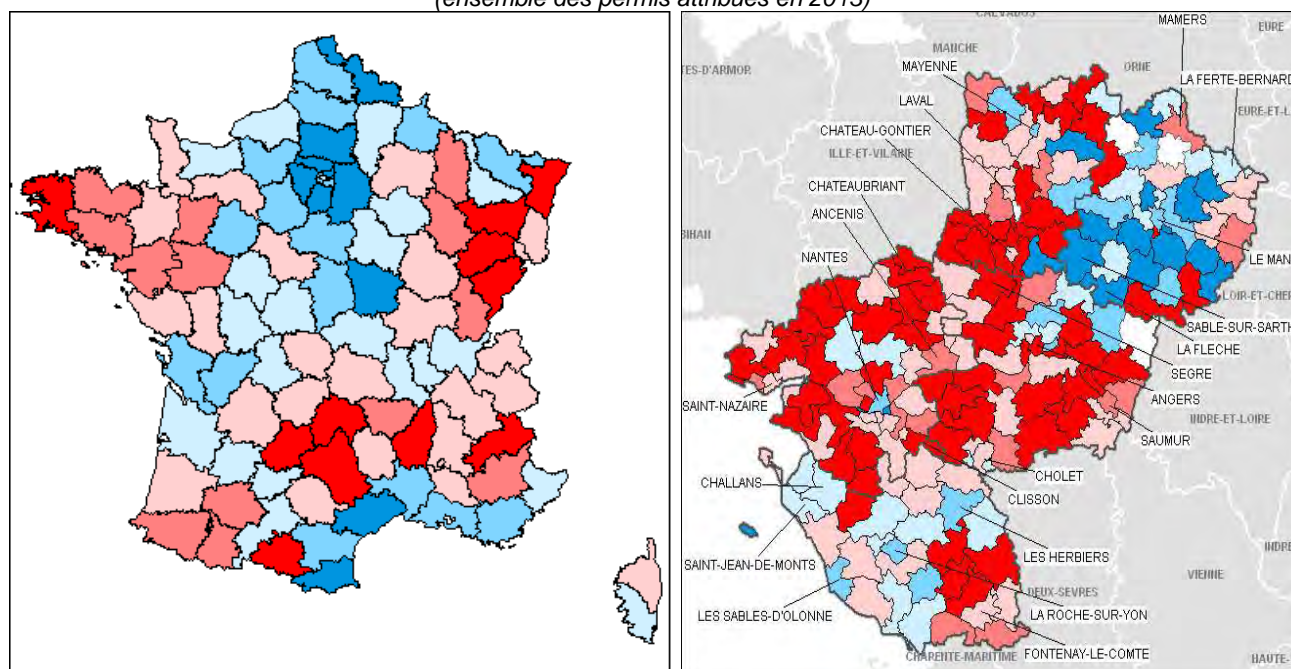 (ensemble des permis attribués en 2015)
CALVADOS
MAMERS
EURE
MANCHE
MAYENNE
ORNE
TES-D'ARMOR
LA FERTE-BERNARD
LAVAL
EURE-ET-L
CHATEAU-GONTIER
ILLE-ET-VILAINE
CHATEAUBRIANT
ANCENIS
BIHAN
NANTES
LE MAN
LOIR-ET-CHER
SABLE-SUR-SARTH
LA FLECHE
SEGRE
ANGERS
SAINT-NAZAIRE
INDRE-ET-LOIRE
SAUMUR
CHOLET
CHALLANS
CLISSON
INDRE
LES HERBIERS
SAINT-JEAN-DE-MONTS
VIENNE
DEUX-SEVRES
LES SABLES-D'OLONNE
LA ROCHE-SUR-YON
FONTENAY-LE-COMTE
CHARENTE-MARITIME
HAUTE-